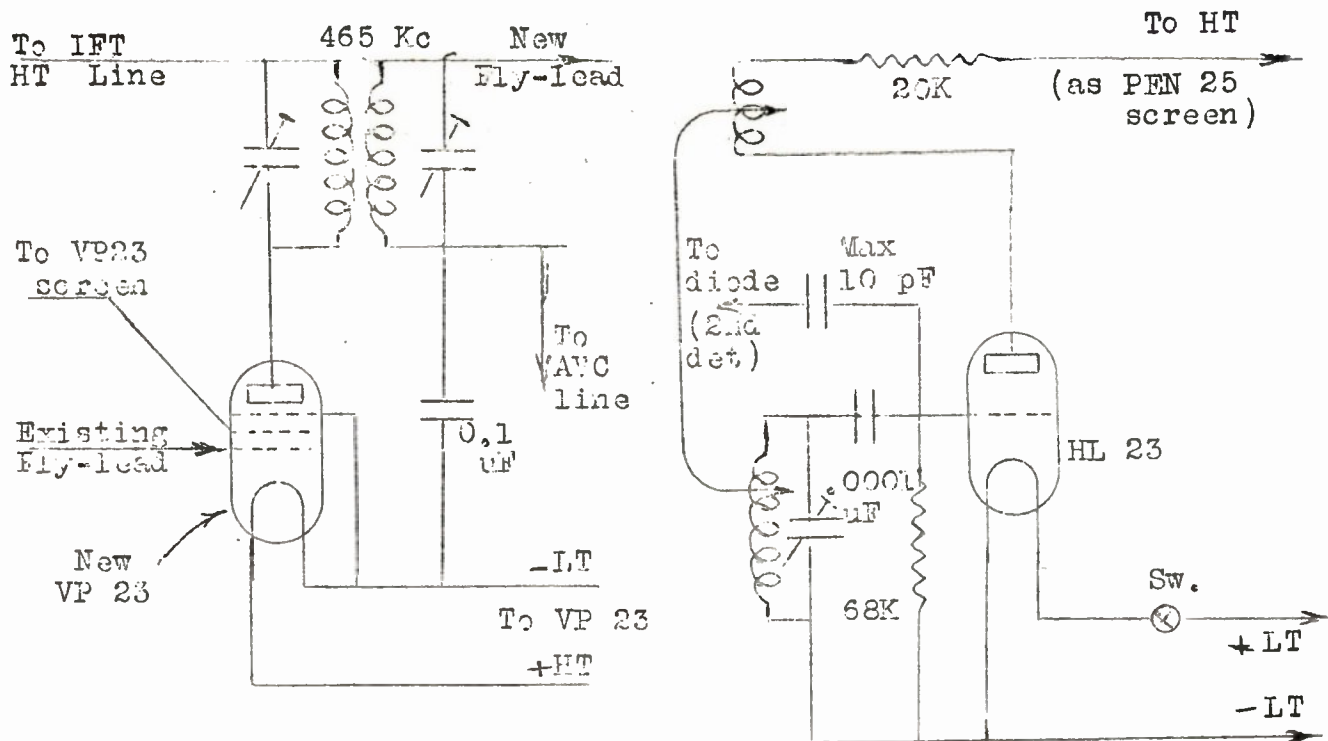 To IFT
HT Line
465 Kc
New
Fly-lead
To VP23
screen
To
AVC
line
Existing
Fly-lead
0,1
uF
New
VP 23
-LT
To VP 23
+HT
To HT
20K
(as PEN 25
screen)
To
diode
(2nd
det)
Max
10 pF
HL 23
.0001
uF
68K
Sw.
+LT
-LT